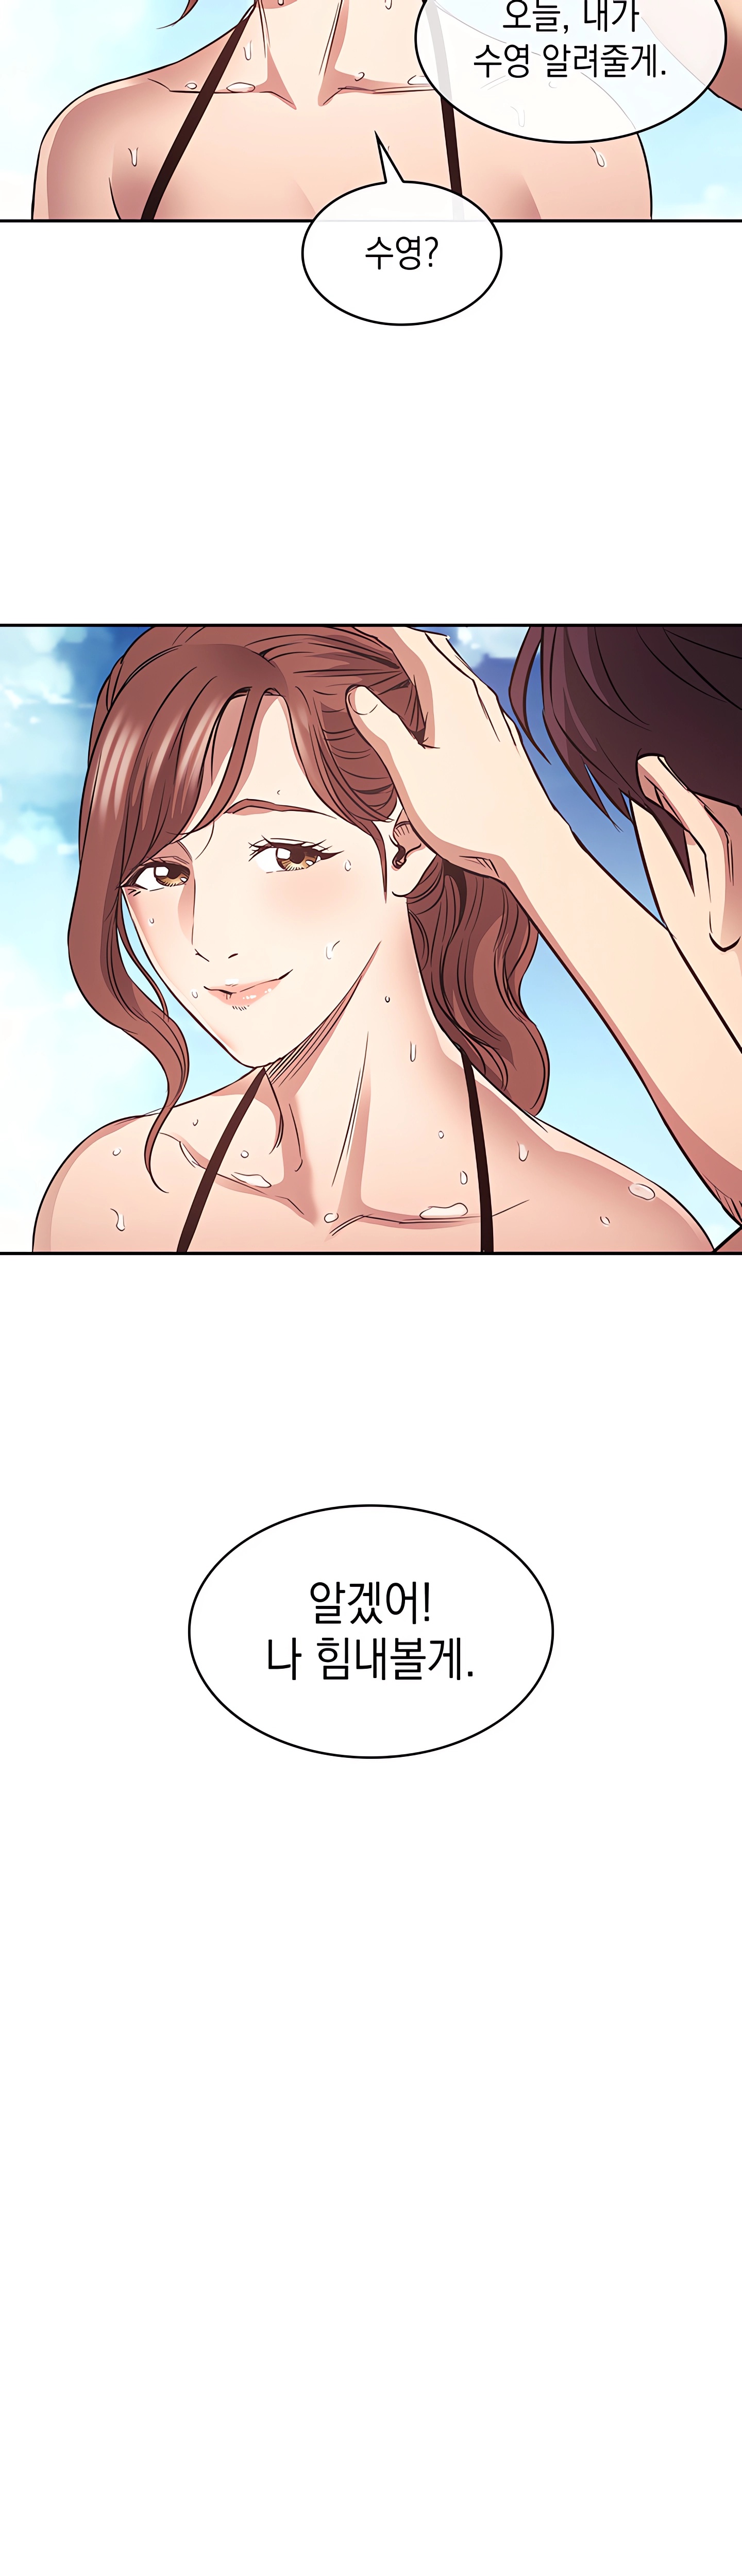 오늘, 내가
수영 알려줄게.
수영?
알겠어!
나 힘내볼게.